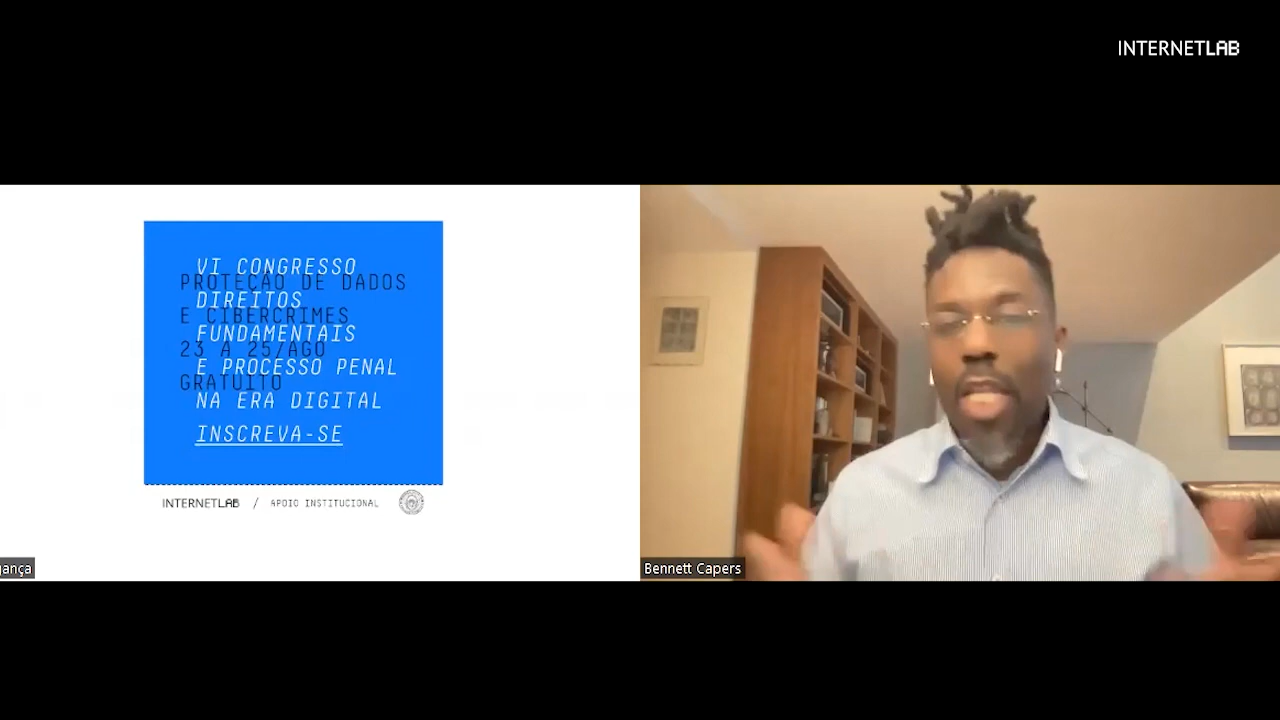 INTERNETLAB
VI CONGRESSO
PROTEÇÃO DE DADOS
DIREITOS
E CIBERCRIMES
FUNDAMENTAIS
23 A 25/AGO
E PROCESSO PENAL
GRATUITO
NA ERA DIGITAL
INSCREVA-SE
INTERNETLAB / APOIO INSTITUCIONAL
gança
Bennett Capers